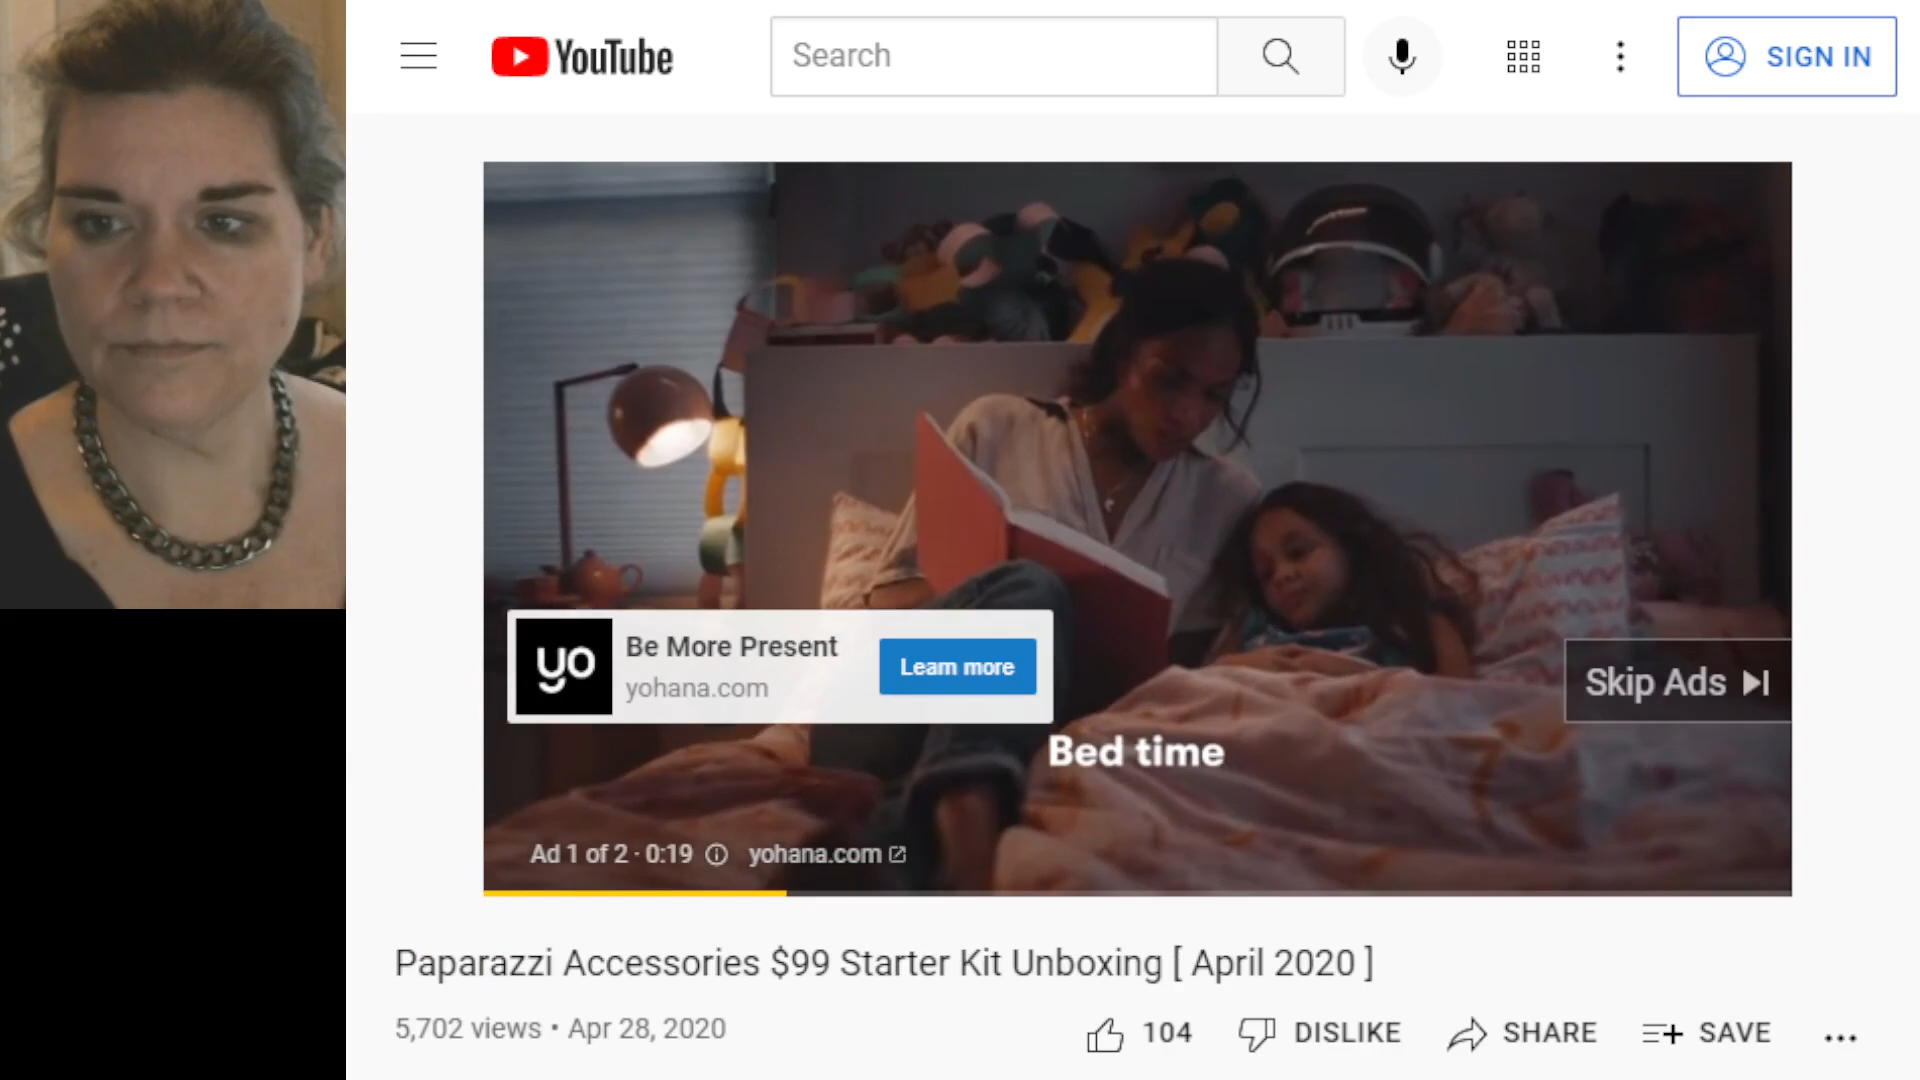 YouTube
Search
SIGN IN
yo
Be More Present
yohana.com
Learn more
Skip Ads
Bed time
Ad 1 of 2 · 0:19
yohana.com
Paparazzi Accessories $99 Starter Kit Unboxing [ April 2020 ]
5,702 views • Apr 28, 2020
104
DISLIKE
SHARE
SAVE